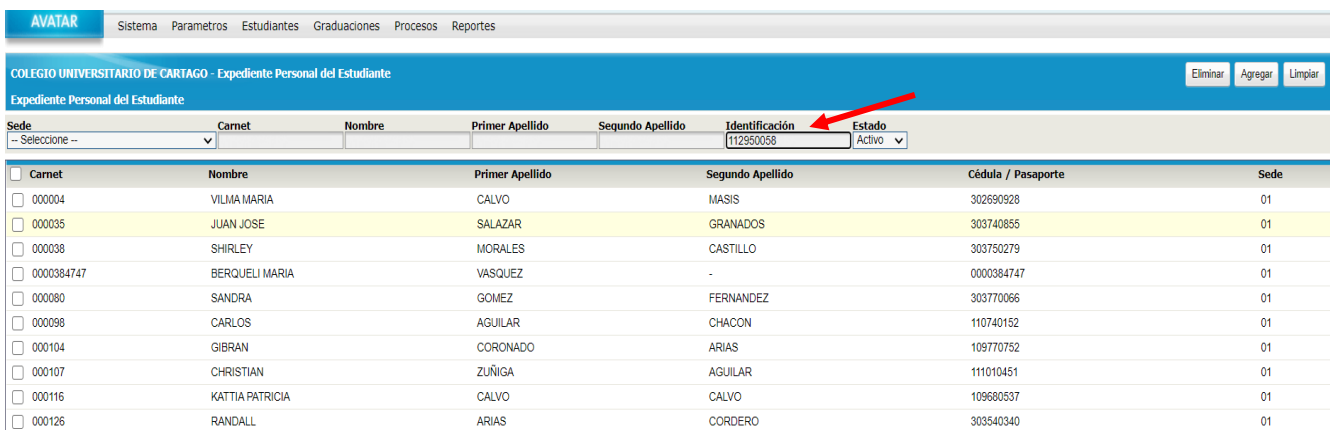 AVATAR Sistema Parametros Estudiantes Graduaciones Procesos Reportes
COLEGIO UNIVERSITARIO DE CARTAGO - Expediente Personal del Estudiante Eliminar Agregar Limpiar
Expediente Personal del Estudiante
Sede Carnet Nombre Primer Apellido Segundo Apellido Identificación Estado
-- Seleccione -- 112950058 Activo
Carnet Nombre Primer Apellido Segundo Apellido Cédula / Pasaporte Sede
000004 VILMA MARIA CALVO MASIS 302690928 01
000035 JUAN JOSE SALAZAR GRANADOS 303740855 01
000038 SHIRLEY MORALES CASTILLO 303750279 01
0000384747 BERQUELI MARIA VASQUEZ - 0000384747 01
000080 SANDRA GOMEZ FERNANDEZ 303770066 01
000098 CARLOS AGUILAR CHACON 110740152 01
000104 GIBRAN CORONADO ARIAS 109770752 01
000107 CHRISTIAN ZUÑIGA AGUILAR 111010451 01
000116 KATTIA PATRICIA CALVO CALVO 109680537 01
000126 RANDALL ARIAS CORDERO 303540340 01